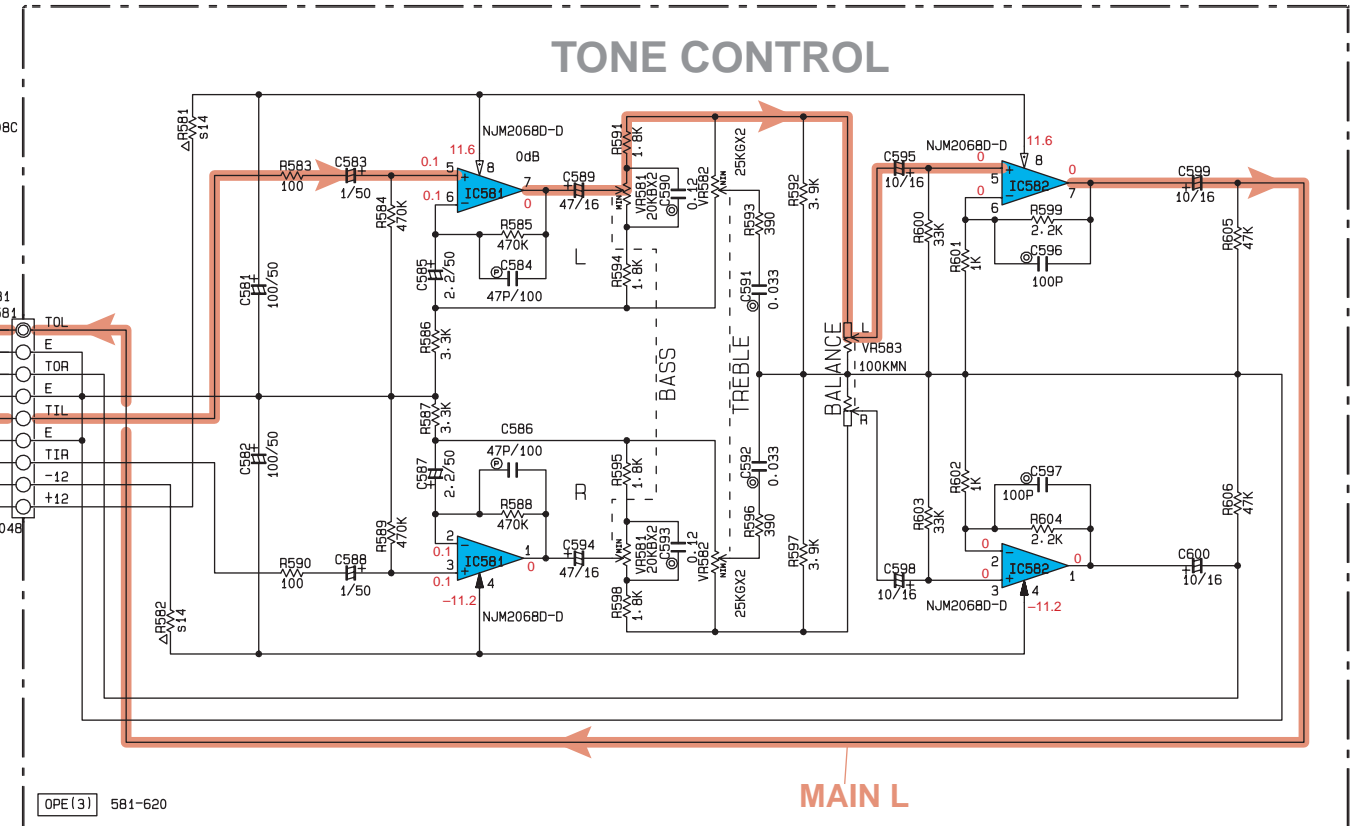 TONE CONTROL
08C
R581
s14
NJM2068D-D
0dB
11.6
R583
100
C583
1/50
0.1
5
+
8
0.1
6
−
IC581
7
0
C589
47/16
R584
470K
R585
470K
C584
47P/100
P
C585
2.2/50
C581
100/50
R586
3.3K
L
R591
1.8K
VR581
20KBX2
MIN
C590
0.12
R594
1.8K
VR582
25KGX2
MIN
R593
390
R592
3.9K
C591
0.033
BASS
TREBLE
BALANCE
L
VR583
100KMN
R
NJM2068D-D
11.6
C595
10/16
0
5
+
8
0
6
−
IC582
7
0
R600
33K
R601
1K
R599
2.2K
C596
100P
C599
10/16
R605
47K
TOL
E
TOR
E
TIL
E
TIR
-12
+12
R582
s14
C582
100/50
R587
3.3K
C586
47P/100
P
C587
2.2/50
R588
470K
R589
470K
R590
100
C588
1/50
2
−
0.1
3
+
0.1
IC581
1
0
4
-11.2
NJM2068D-D
R
C594
47/16
R595
1.8K
VR581
20KBX2
MIN
C593
0.12
R598
1.8K
VR582
25KGX2
MIN
C592
0.033
R596
390
R597
3.9K
C598
10/16
R603
33K
R602
1K
C597
100P
R604
2.2K
0
2
−
0
3
+
IC582
1
0
4
-11.2
NJM2068D-D
C600
10/16
R606
47K
MAIN L
OPE(3) 581-620